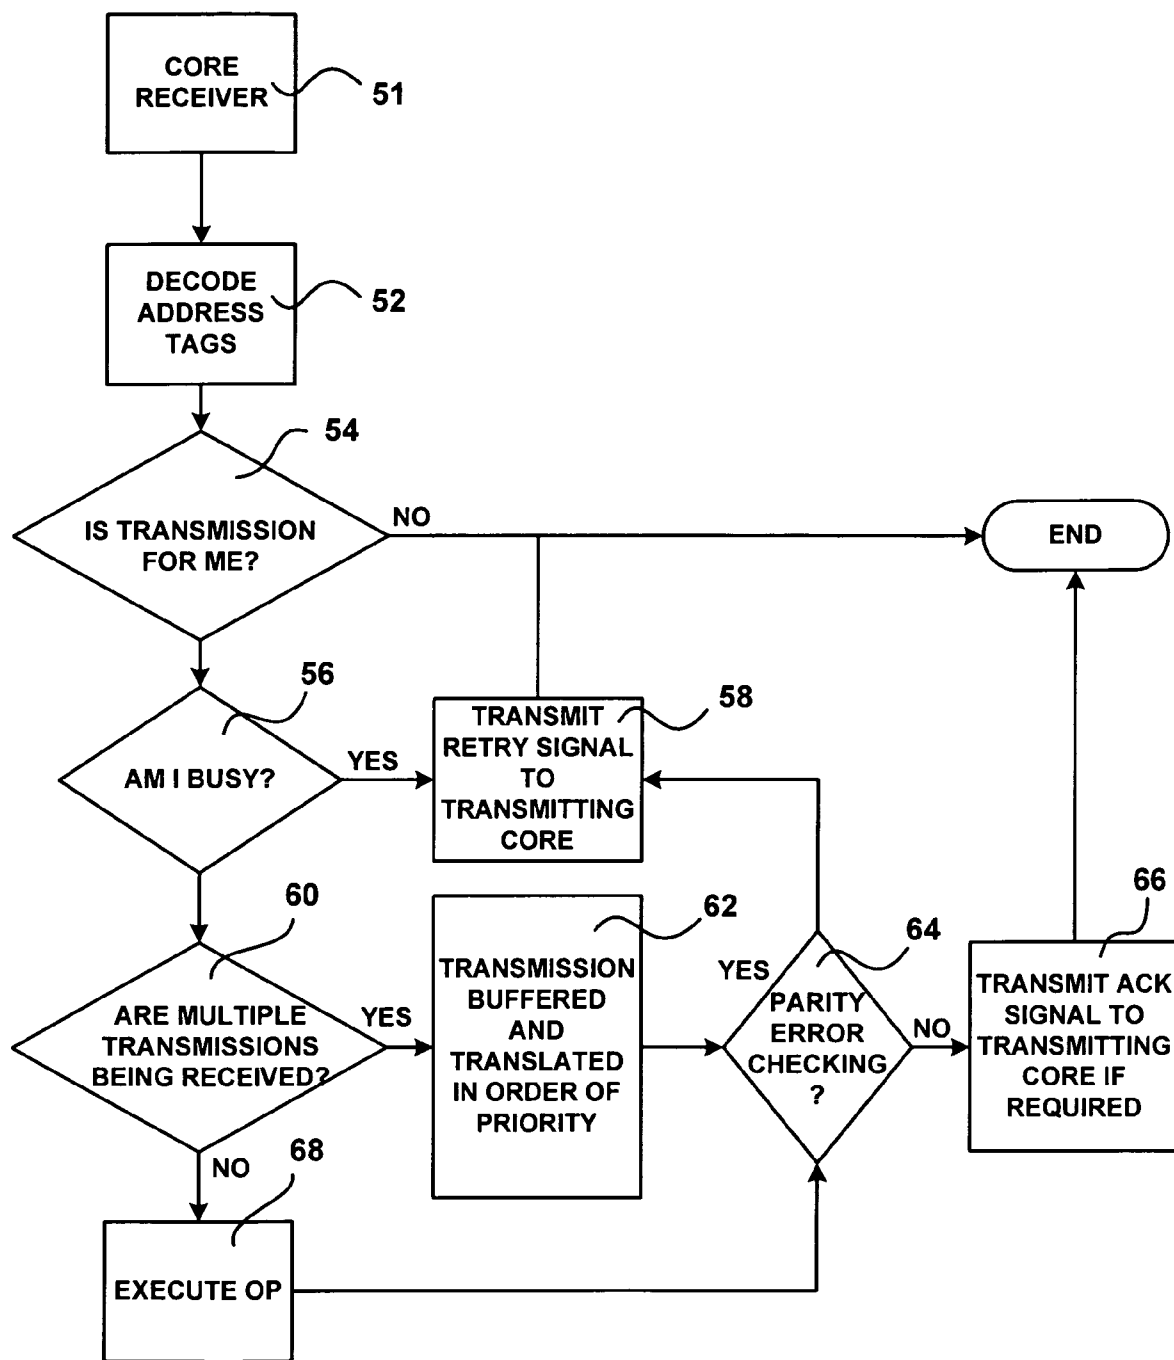 CORE
RECEIVER
51
DECODE
ADDRESS
TAGS
52
54
IS TRANSMISSION
FOR ME?
NO
END
56
AM I BUSY?
YES
TRANSMIT
RETRY SIGNAL
TO
TRANSMITTING
CORE
58
60
ARE MULTIPLE
TRANSMISSIONS
BEING RECEIVED?
YES
NO
62
TRANSMISSION
BUFFERED
AND
TRANSLATED
IN ORDER OF
PRIORITY
64
YES
PARITY
ERROR
CHECKING
?
NO
66
TRANSMIT ACK
SIGNAL TO
TRANSMITTING
CORE IF
REQUIRED
68
EXECUTE OP